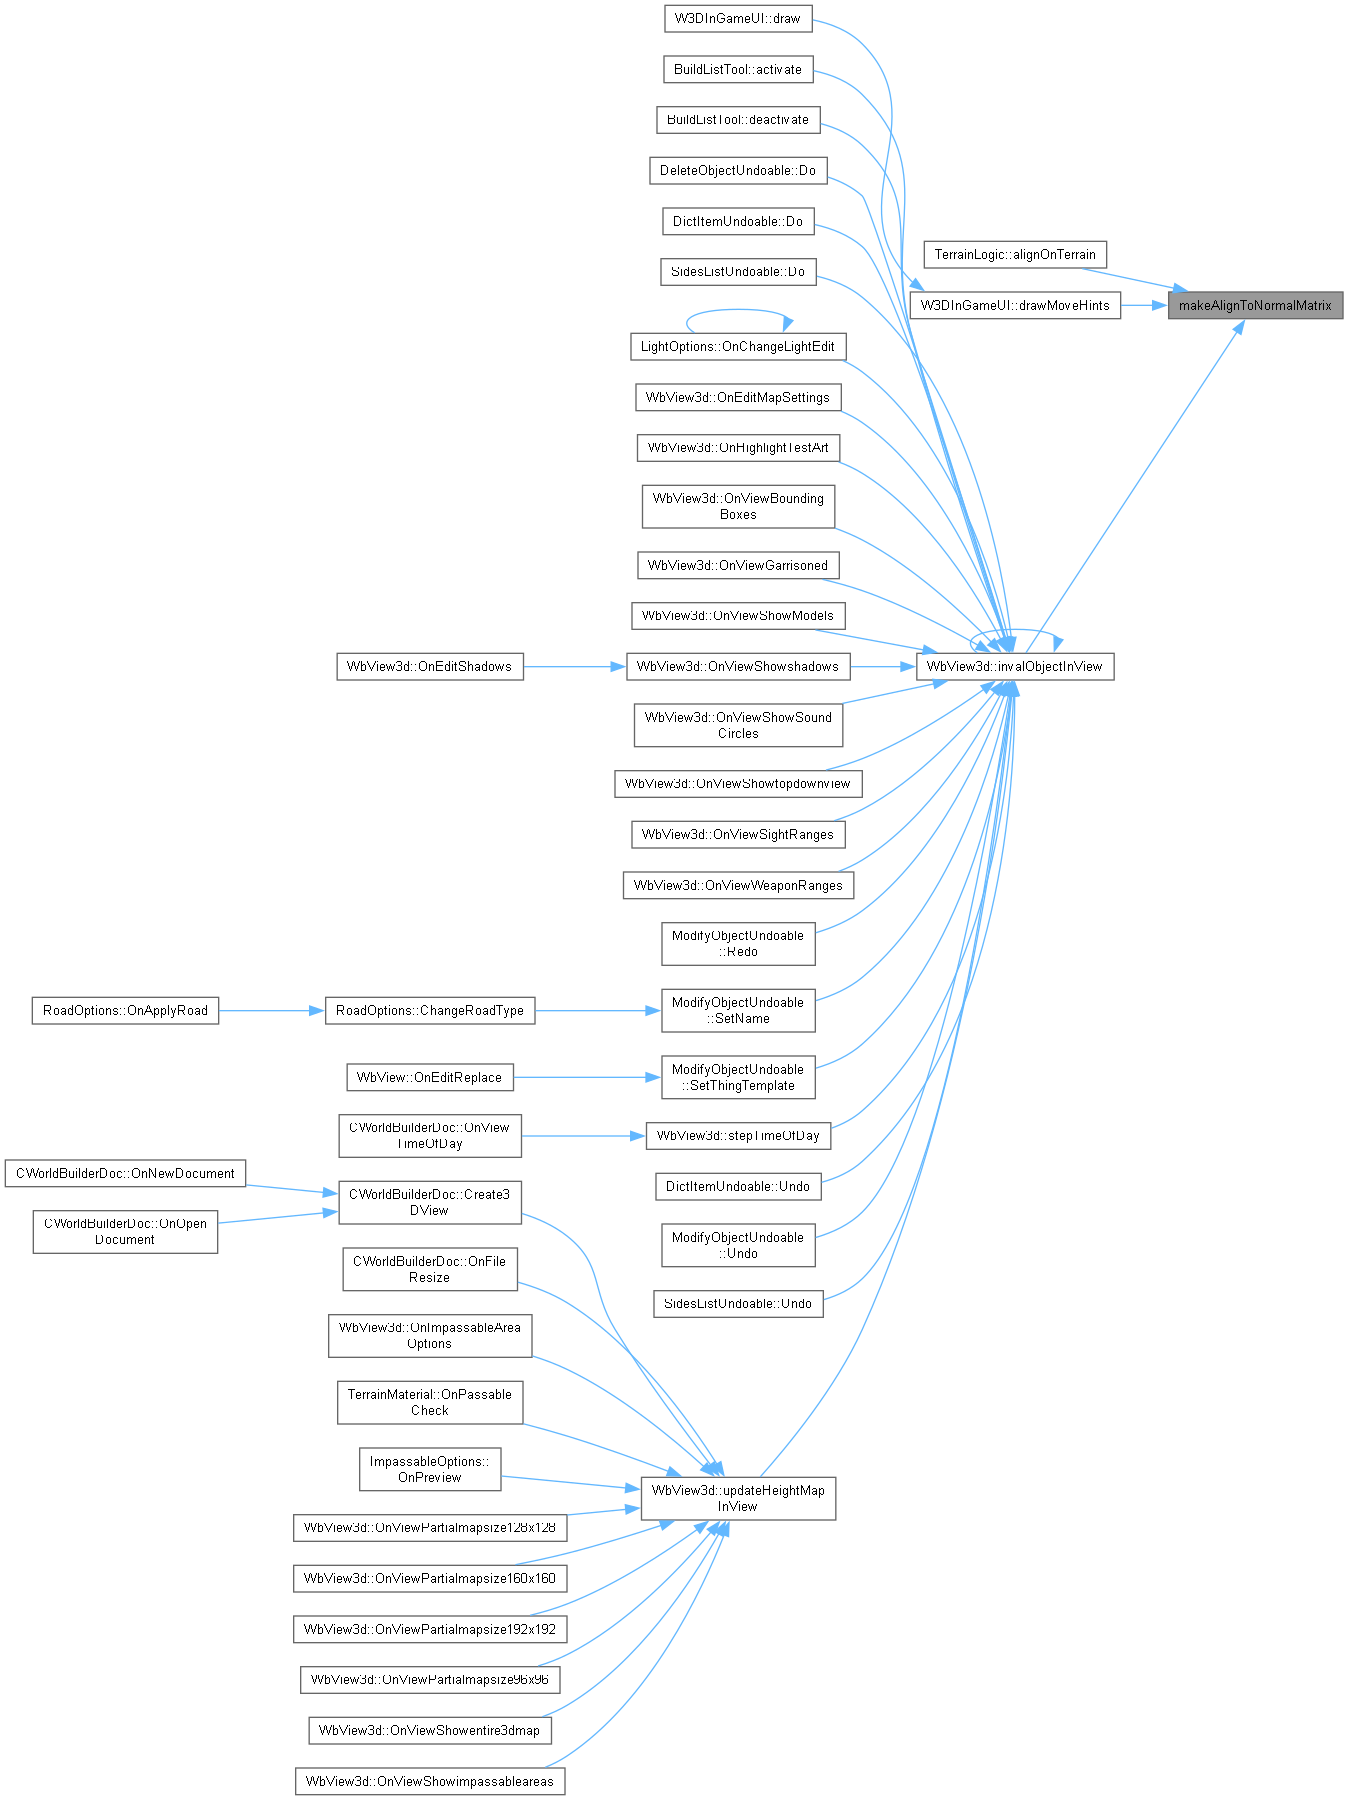 W3DInGameUI::draw
BuildListTool::activate
BuildListTool::deactivate
DeleteObjectUndoable::Do
DictItemUndoable::Do
SidesListUndoable::Do
TerrainLogic::alignOnTerrain
W3DInGameUI::drawMoveHints
makeAlignToNormalMatrix
LightOptions::OnChangeLightEdit
WbView3d::OnEditMapSettings
WbView3d::OnHighlightTestArt
WbView3d::OnViewBounding
Boxes
WbView3d::OnViewGarrisoned
WbView3d::OnViewShowModels
WbView3d::OnEditShadows
WbView3d::OnViewShowshadows
WbView3d::invalObjectInView
WbView3d::OnViewShowSound
Circles
WbView3d::OnViewShowtopdownview
WbView3d::OnViewSightRanges
WbView3d::OnViewWeaponRanges
ModifyObjectUndoable
::Redo
RoadOptions::OnApplyRoad
RoadOptions::ChangeRoadType
ModifyObjectUndoable
::SetName
WbView::OnEditReplace
ModifyObjectUndoable
::SetThingTemplate
CWorldBuilderDoc::OnView
TimeOfDay
WbView3d::stepTimeOfDay
CWorldBuilderDoc::OnNewDocument
CWorldBuilderDoc::OnOpen
Document
CWorldBuilderDoc::Create3
DView
DictItemUndoable::Undo
ModifyObjectUndoable
::Undo
CWorldBuilderDoc::OnFile
Resize
SidesListUndoable::Undo
WbView3d::OnImpassableArea
Options
TerrainMaterial::OnPassable
Check
ImpassableOptions::
OnPreview
WbView3d::updateHeightMap
InView
WbView3d::OnViewPartialmapsize128x128
WbView3d::OnViewPartialmapsize160x160
WbView3d::OnViewPartialmapsize192x192
WbView3d::OnViewPartialmapsize96x96
WbView3d::OnViewShowentire3dmap
WbView3d::OnViewShowimpassableareas